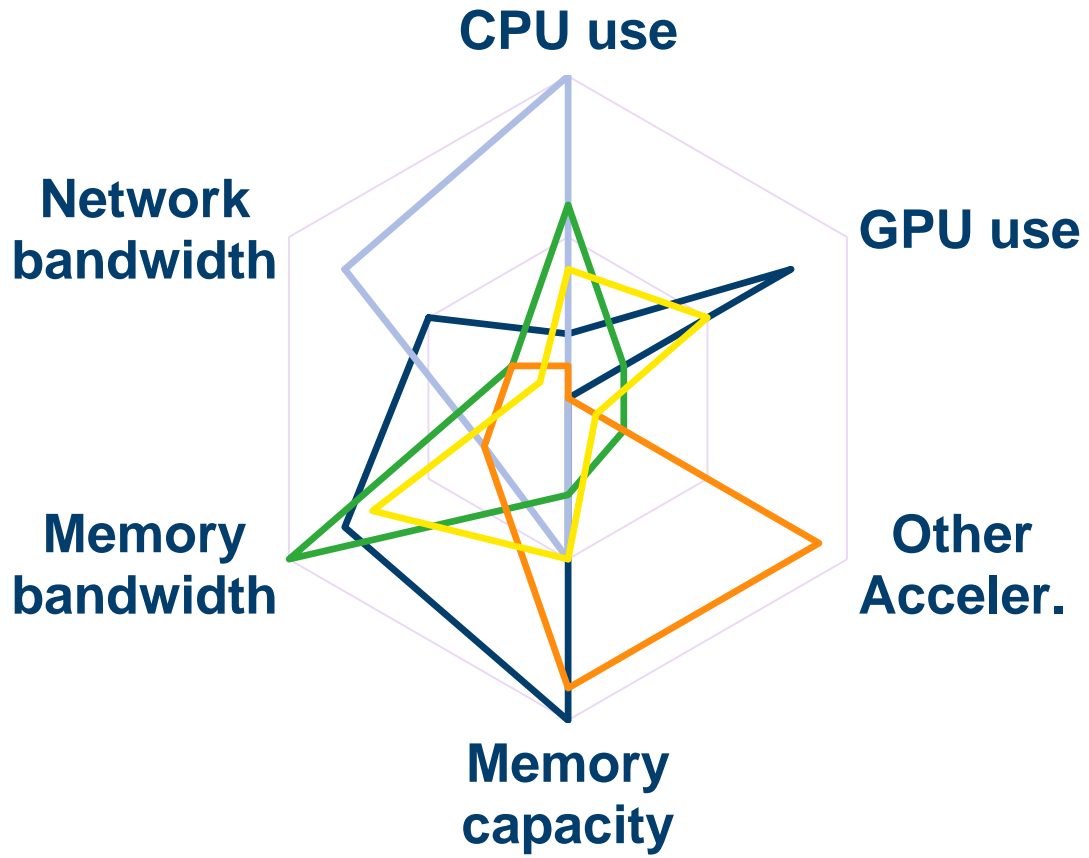 CPU use
Network
bandwidth
GPU use
Memory
bandwidth
Other
Acceler.
Memory
capacity